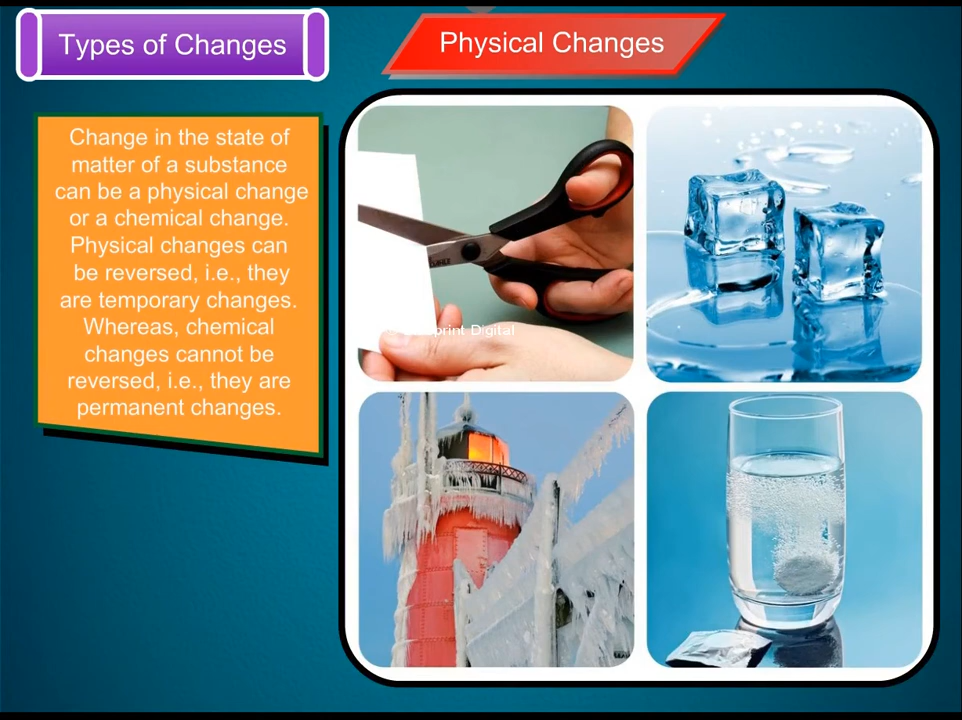 Types of Changes
Physical Changes
Change in the state of
matter of a substance
can be a physical change
or a chemical change.
Physical changes can
be reversed, i.e., they
are temporary changes.
Whereas, chemical
changes cannot be
reversed, i.e., they are
permanent changes.
print Digital